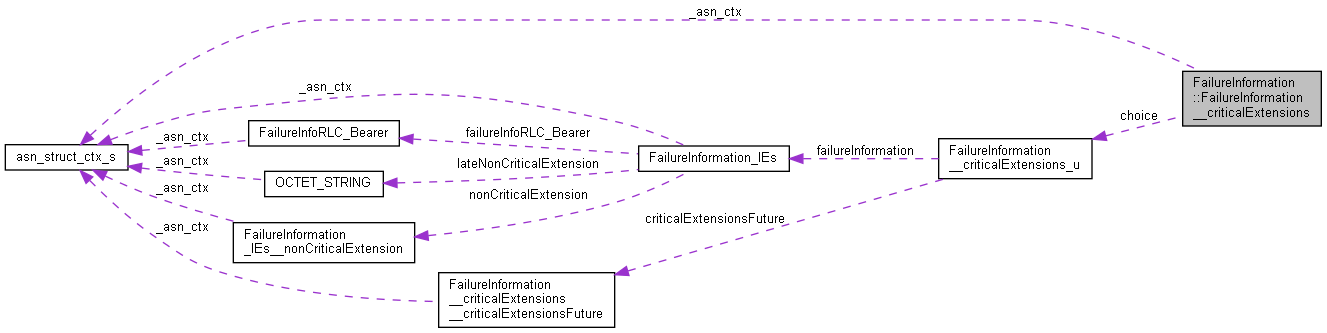 _asn_ctx
FailureInformation
::FailureInformation
__criticalExtensions
_asn_ctx
choice
FailureInfoRLC_Bearer
failureInfoRLC_Bearer
_asn_ctx
FailureInformation
__criticalExtensions_u
failureInformation
asn_struct_ctx_s
FailureInformation_IEs
_asn_ctx
lateNonCriticalExtension
OCTET_STRING
_asn_ctx
nonCriticalExtension
FailureInformation
_IEs__nonCriticalExtension
criticalExtensionsFuture
_asn_ctx
FailureInformation
__criticalExtensions
__criticalExtensionsFuture